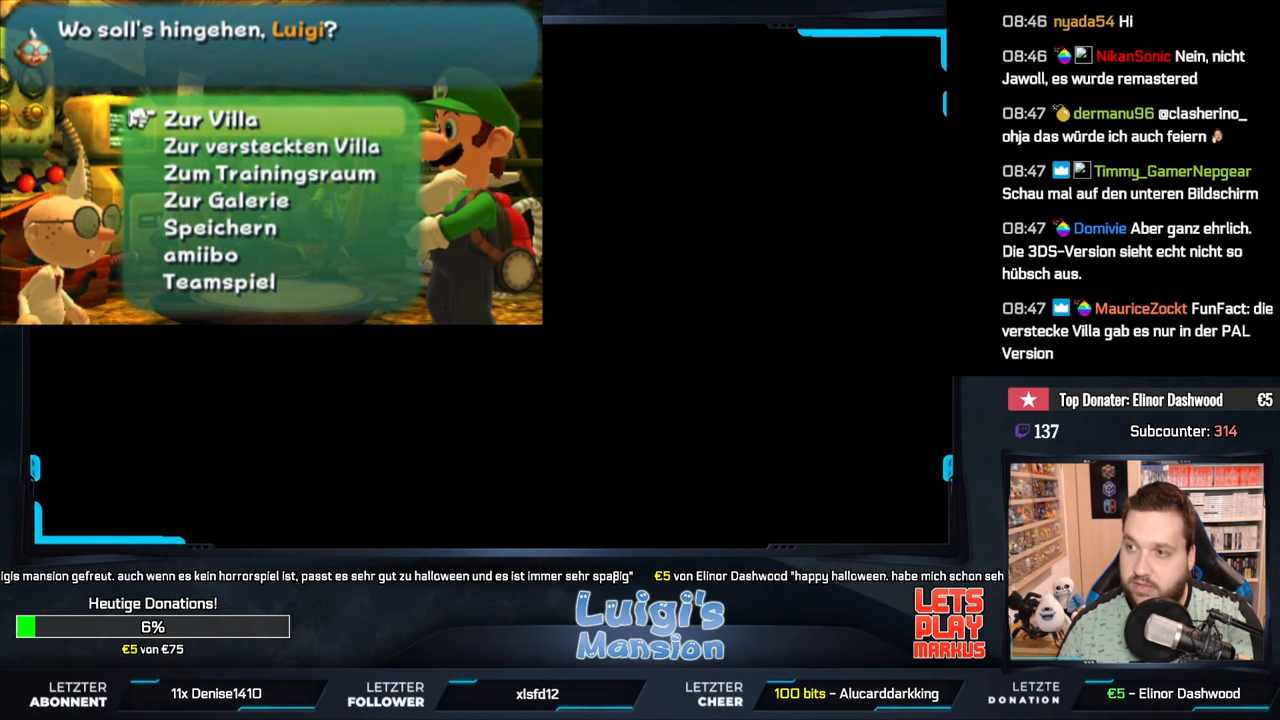 Wo soll's hingehen, Luigi?
Zur Villa
Zur versteckten Villa
Zum Trainingsraum
Zur Galerie
Speichern
amiibo
Teamspiel
08:46 nyada54 Hi
08:46 NikanSonic Nein, nicht
Jawoll, es wurde remastered
08:47 dermanu96 @clasherino_
ohja das würde ich auch feiern
08:47 Timmy_GamerNepgear
Schau mal auf den unteren Bildschirm
08:47 Domivie Aber ganz ehrlich.
Die 3DS-Version sieht echt nicht so
hübsch aus.
08:47 MauriceZockt FunFact: die
verstecke Villa gab es nur in der PAL
Version
Top Donater: Elinor Dashwood €5
137 Subcounter: 314
igis mansion gefreut. auch wenn es kein horrorspiel ist, passt es sehr gut zu halloween und es ist immer sehr spaßig" €5 von Elinor Dashwood "happy halloween. habe mich schon seh
Heutige Donations!
6%
€5 von €75
Luigi's
Mansion
LETS
PLAY
MARKUS
LETZTER
ABONNENT
11x Denise1410
LETZTER
FOLLOWER
xlsfd12
LETZTER
CHEER
100 bits - Alucarddarkking
LETZTE
DONATION
€5 - Elinor Dashwood